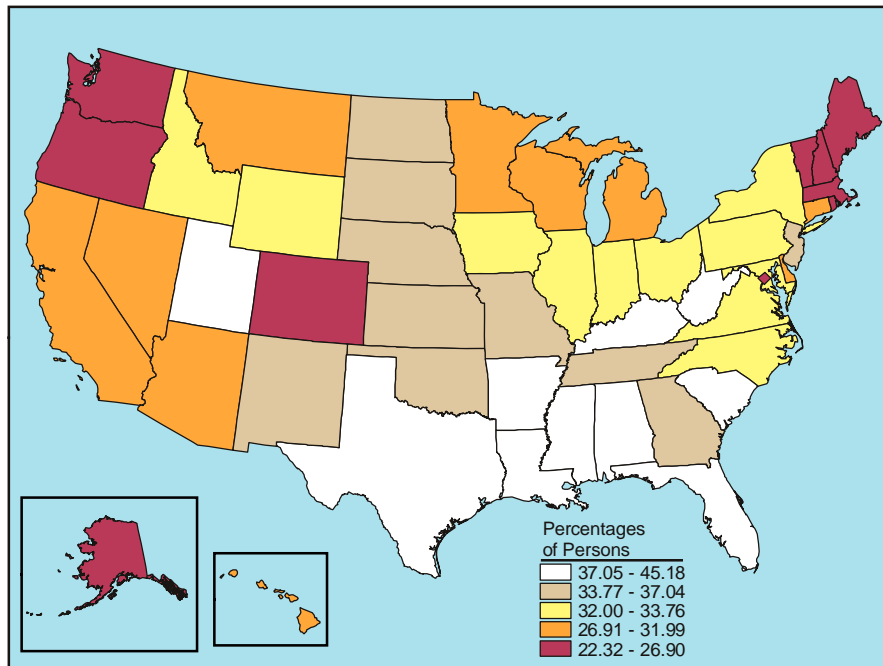 Percentages
of Persons
37.05 - 45.18
33.77 - 37.04
32.00 - 33.76
26.91 - 31.99
22.32 - 26.90